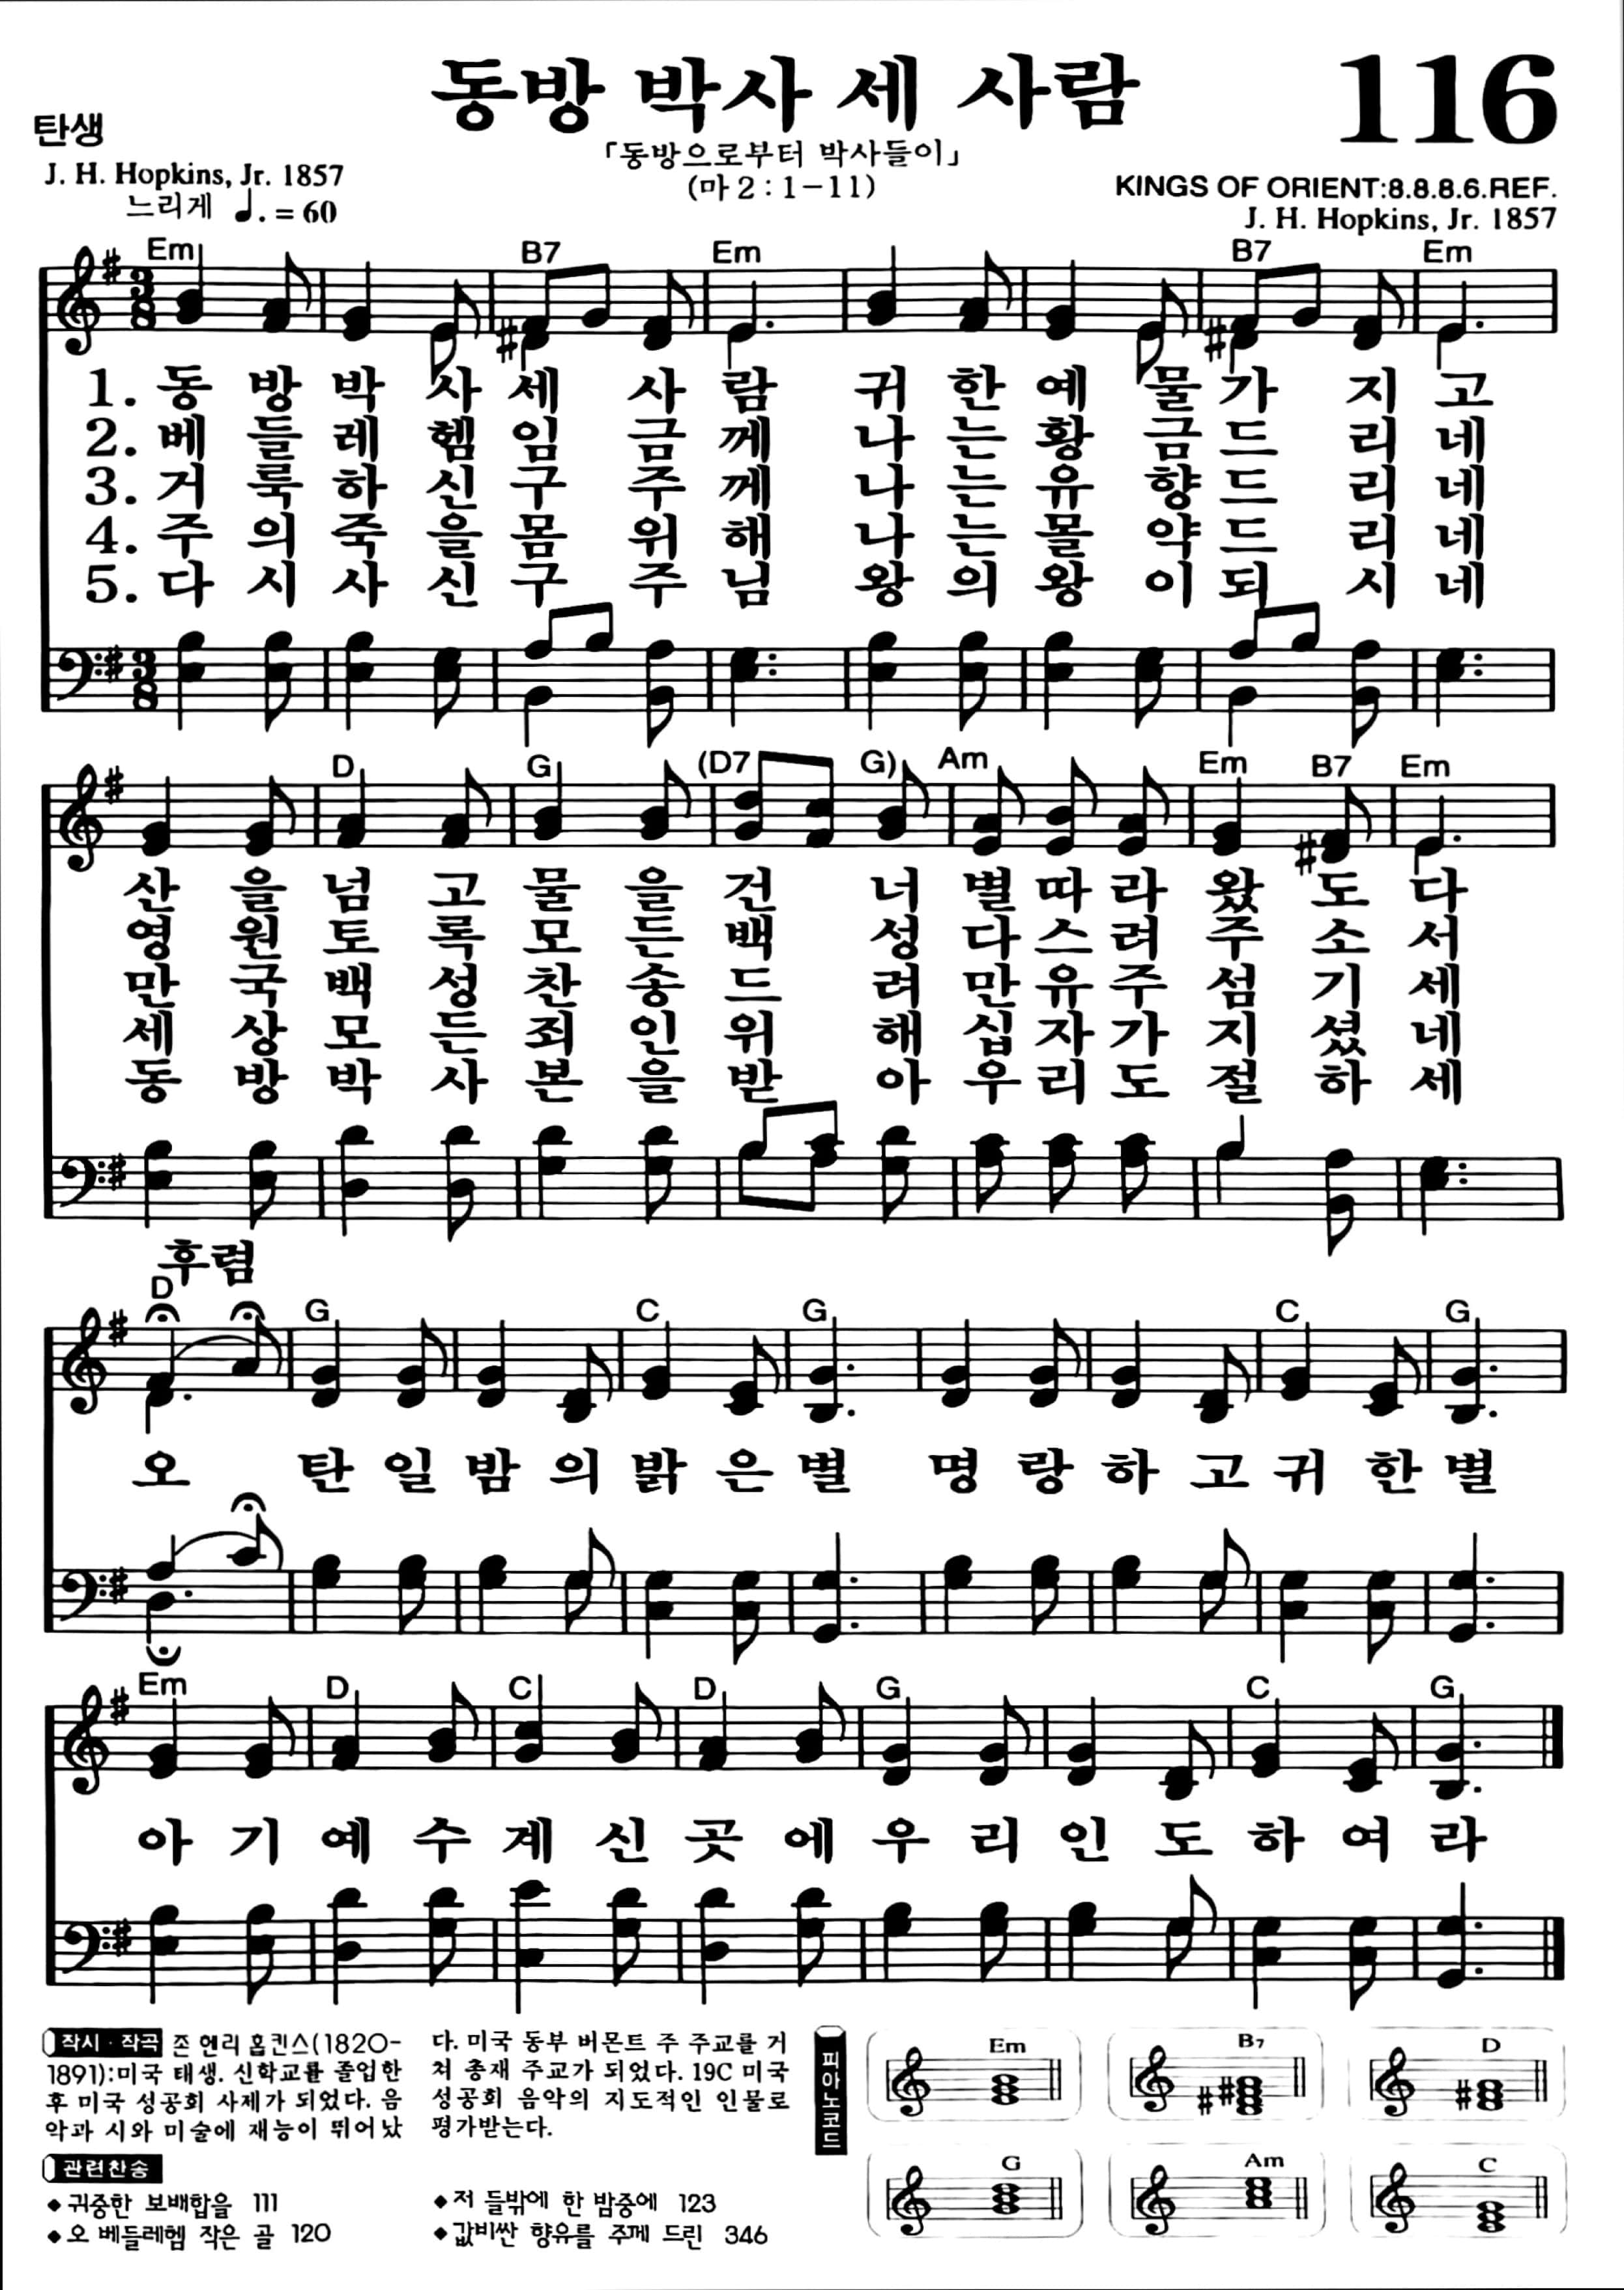 동방 박사 세 사람
116
탄생
「동방으로부터 박사들이」
(마 2 : 1-11)
J. H. Hopkins, Jr. 1857
느리게 ♩. = 60
KINGS OF ORIENT:8.8.8.6.REF.
J. H. Hopkins, Jr. 1857
Em B7 Em B7 Em
3 8
1. 동 방 박 사 세 사 람 귀 한 예 물 가 지 고
2. 베 들 레 헴 임 금 께 나 는 황 금 드 리 네
3. 거 룩 하 신 구 주 께 나 는 유 향 드 리 네
4. 주 의 죽 을 몸 위 해 나 는 몰 약 드 리 네
5. 다 시 사 신 구 주 님 왕 의 왕 이 되 시 네
3 8
D G (D7 G) Am Em B7 Em
산 을 넘 고 물 을 건 너 별 따 라 왔 도 다
영 원 토 록 모 든 백 성 다 스 려 주 소 서
만 국 백 성 찬 송 드 려 만 유 주 섬 기 세
세 상 모 든 죄 인 위 해 십 자 가 지 셨 네
동 방 박 사 본 을 받 아 우 리 도 절 하 세
후렴
D G C G C G
오 탄 일 밤 의 밝 은 별 명 랑 하 고 귀 한 별
Em D C D G C G
아 기 예 수 계 신 곳 에 우 리 인 도 하 여 라
작시 · 작곡 존 헨리 홉킨스(1820-
1891):미국 태생. 신학교를 졸업한
후 미국 성공회 사제가 되었다. 음
악과 시와 미술에 재능이 뛰어났
다. 미국 동부 버몬트 주 주교를 거
쳐 총재 주교가 되었다. 19C 미국
성공회 음악의 지도적인 인물로
평가받는다.
관련찬송
◆ 귀중한 보배합을 111
◆ 오 베들레헴 작은 골 120
◆ 저 들밖에 한 밤중에 123
◆ 값비싼 향유를 주께 드린 346
피아노코드
Em B7 D
G Am C